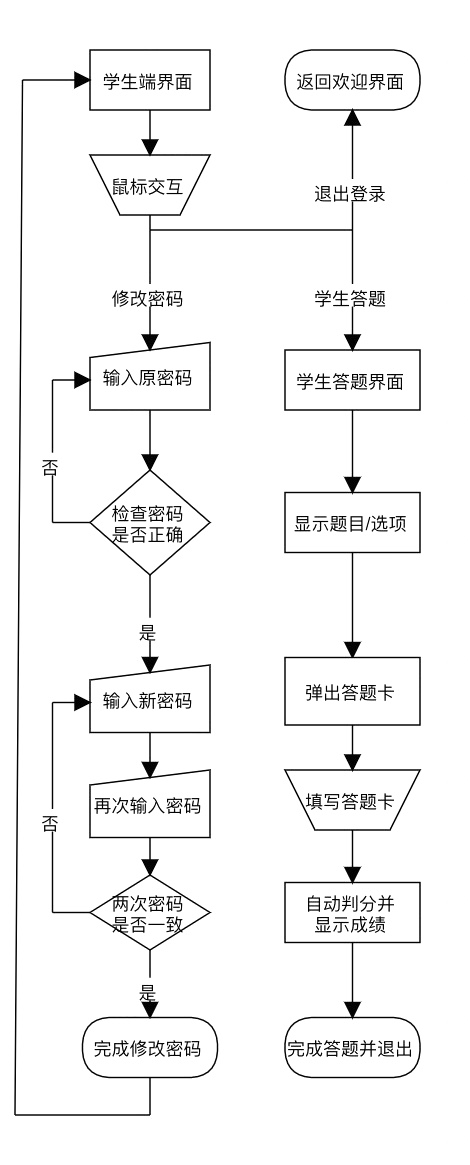 学生端界面
返回欢迎界面
鼠标交互
退出登录
修改密码
学生答题
输入原密码
学生答题界面
否
检查密码
是否正确
显示题目/选项
是
输入新密码
弹出答题卡
再次输入密码
填写答题卡
否
两次密码
是否一致
自动判分并
显示成绩
是
完成修改密码
完成答题并退出